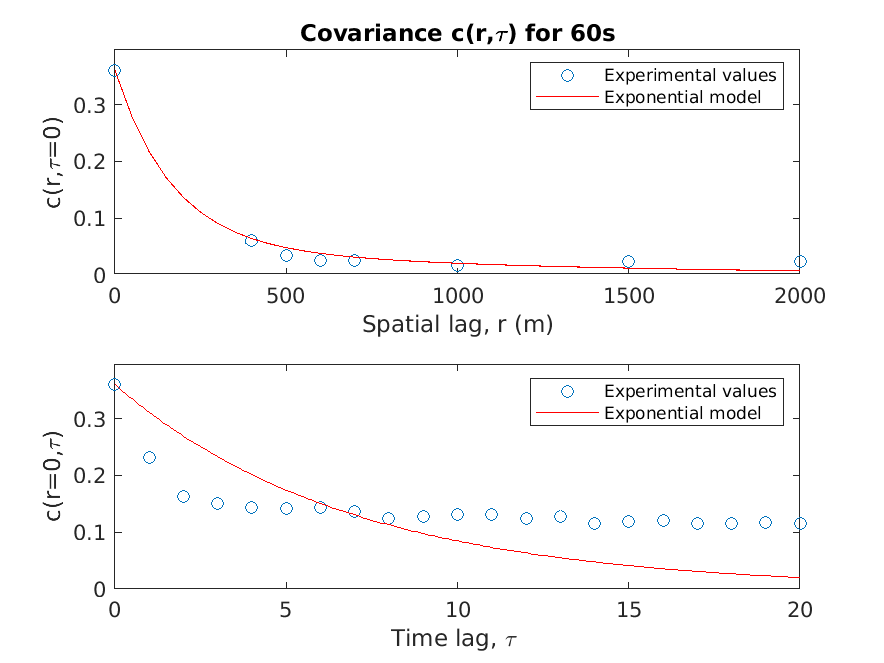 Covariance c(r,τ) for 60s
Experimental values
Exponential model
c(r,τ=0)
0.3
0.2
0.1
0
0 500 1000 1500 2000
Spatial lag, r (m)
Experimental values
Exponential model
c(r=0,τ)
0.3
0.2
0.1
0
0 5 10 15 20
Time lag, τ